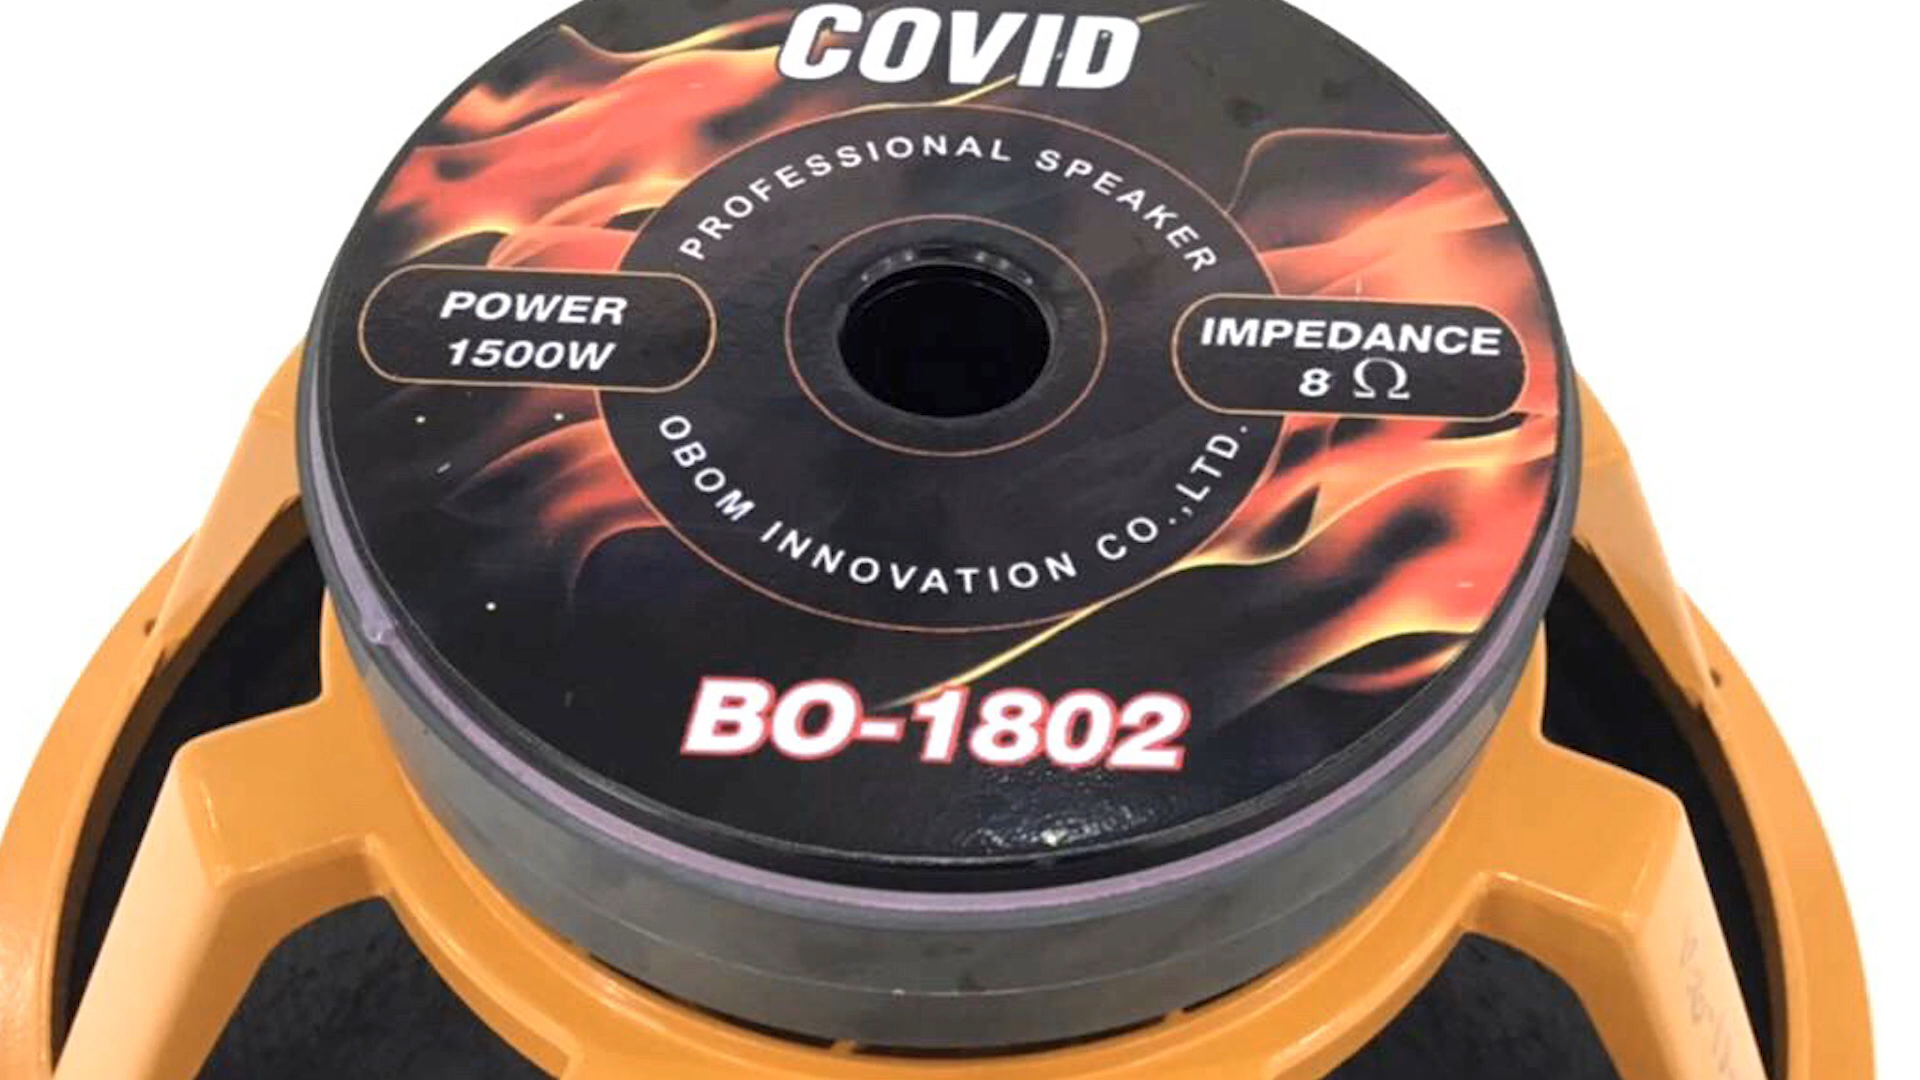 COVID
PROFESSIONAL SPEAKER
POWER
1500W
IMPEDANCE
8 Ω
OBOM INNOVATION CO.,LTD.
BO-1802